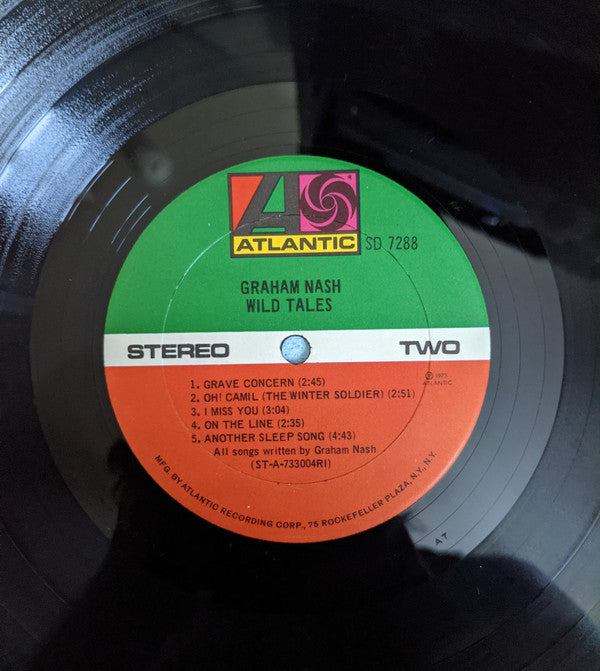 ATLANTIC
SD 7288
GRAHAM NASH
WILD TALES
STEREO TWO
1. GRAVE CONCERN (2:45)
2. OH! CAMIL (THE WINTER SOLDIER) (2:51)
3. I MISS YOU (3:04)
4. ON THE LINE (2:35)
5. ANOTHER SLEEP SONG (4:43)
All songs written by Graham Nash
(ST-A-733004RI)
℗ 1973
ATLANTIC
MFG. BY ATLANTIC RECORDING CORP., 75 ROCKEFELLER PLAZA, N.Y., N.Y.
AT